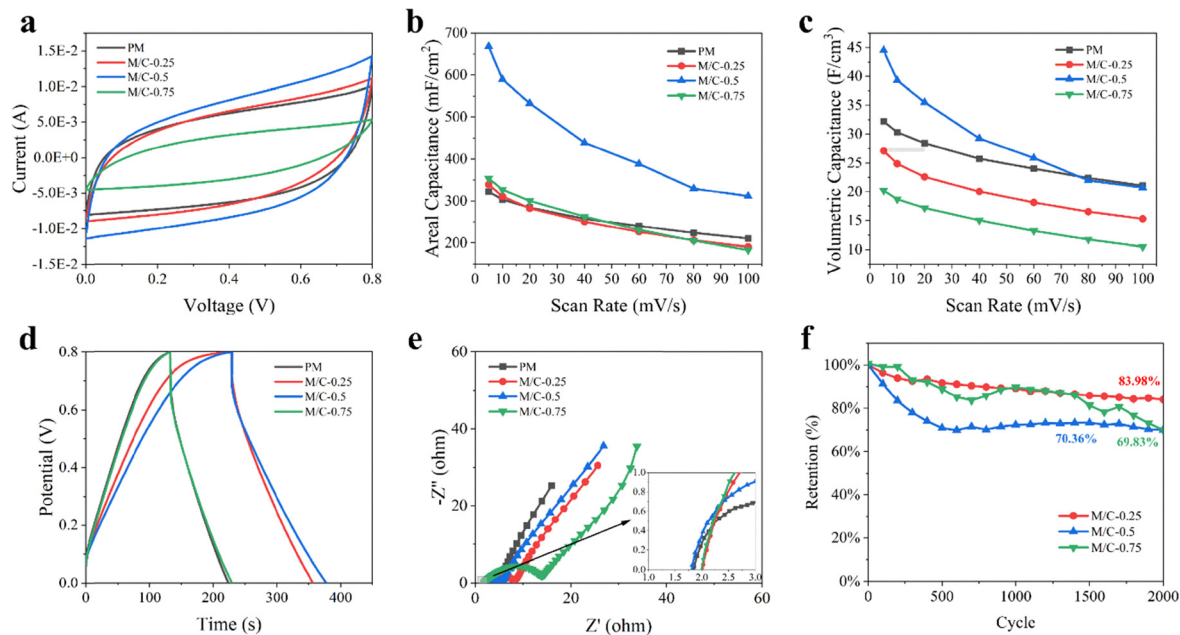 a
PM
M/C-0.25
M/C-0.5
M/C-0.75
1.5E-2
1.0E-2
5.0E-3
0.0E+0
-5.0E-3
-1.0E-2
-1.5E-2
Current (A)
0.0
0.2
0.4
0.6
0.8
Voltage (V)
b
PM
M/C-0.25
M/C-0.5
M/C-0.75
700
600
500
400
300
200
Areal Capacitance (mF/cm²)
0
10
20
30
40
50
60
70
80
90
100
Scan Rate (mV/s)
c
PM
M/C-0.25
M/C-0.5
M/C-0.75
45
40
35
30
25
20
15
10
Volumetric Capacitance (F/cm³)
0
10
20
30
40
50
60
70
80
90
100
Scan Rate (mV/s)
d
PM
M/C-0.25
M/C-0.5
M/C-0.75
0.8
0.6
0.4
0.2
0.0
Potential (V)
0
100
200
300
400
Time (s)
e
PM
M/C-0.25
M/C-0.5
M/C-0.75
60
40
20
0
-Z'' (ohm)
0
20
40
60
Z' (ohm)
1.0
0.8
0.6
0.4
0.2
0.0
1.0
1.5
2.0
2.5
3.0
f
100%
80%
60%
40%
20%
0%
Retention (%)
83.98%
70.36%
69.83%
M/C-0.25
M/C-0.5
M/C-0.75
0
500
1000
1500
2000
Cycle